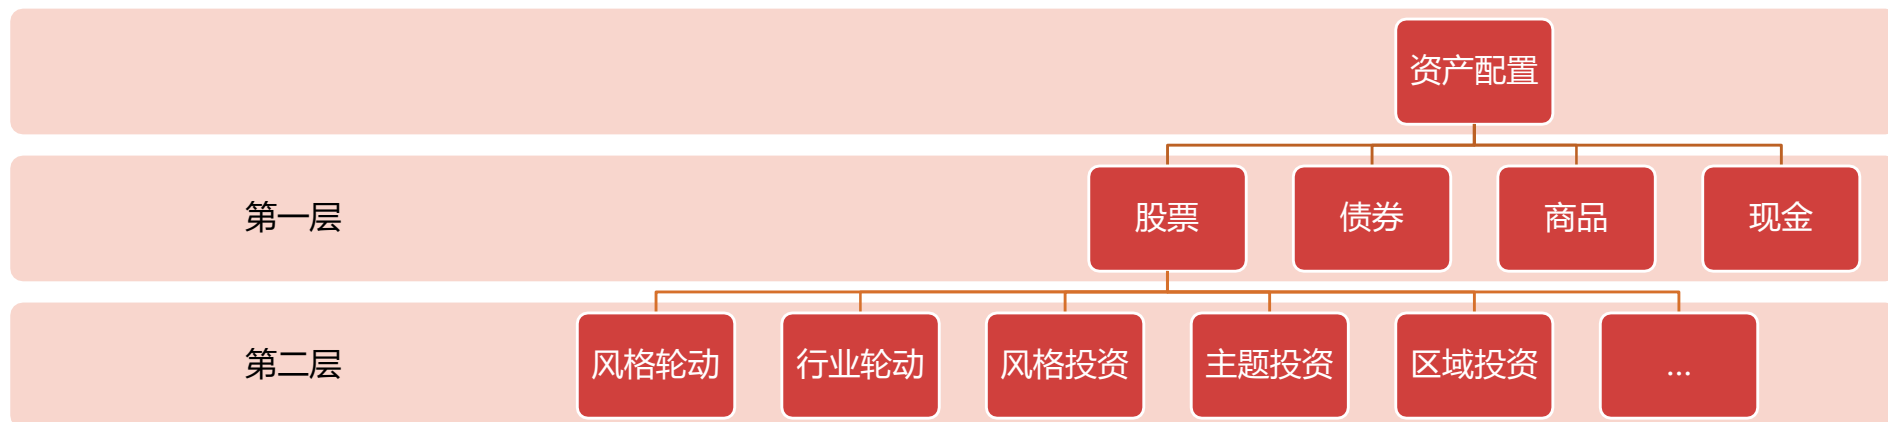 资产配置
第一层
股票
债券
商品
现金
第二层
风格轮动
行业轮动
风格投资
主题投资
区域投资
...